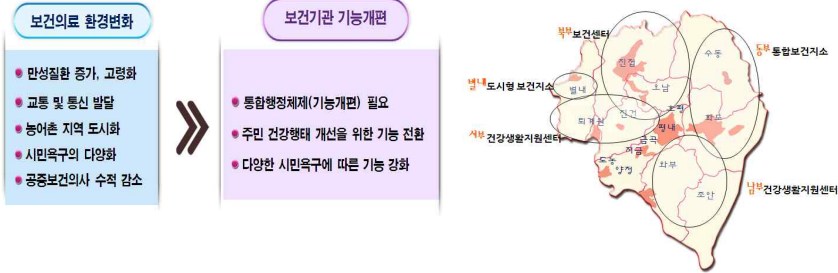 보건의료 환경변화
만성질환 증가, 고령화
교통 및 통신 발달
농어촌 지역 도시화
시민욕구의 다양화
공중보건의사 수적 감소
보건기관 기능개편
통합행정체제(기능개편) 필요
주민 건강행태 개선을 위한 기능 전환
다양한 시민욕구에 따른 기능 강화
북부보건센터
동부통합보건지소
수동
진접
별내도시형 보건지소
별내
오남
퇴계원
진건
호평
화도
서부건강생활지원센터
평내
금곡
지금
도농
양정
와부
조안
남부건강생활지원센터